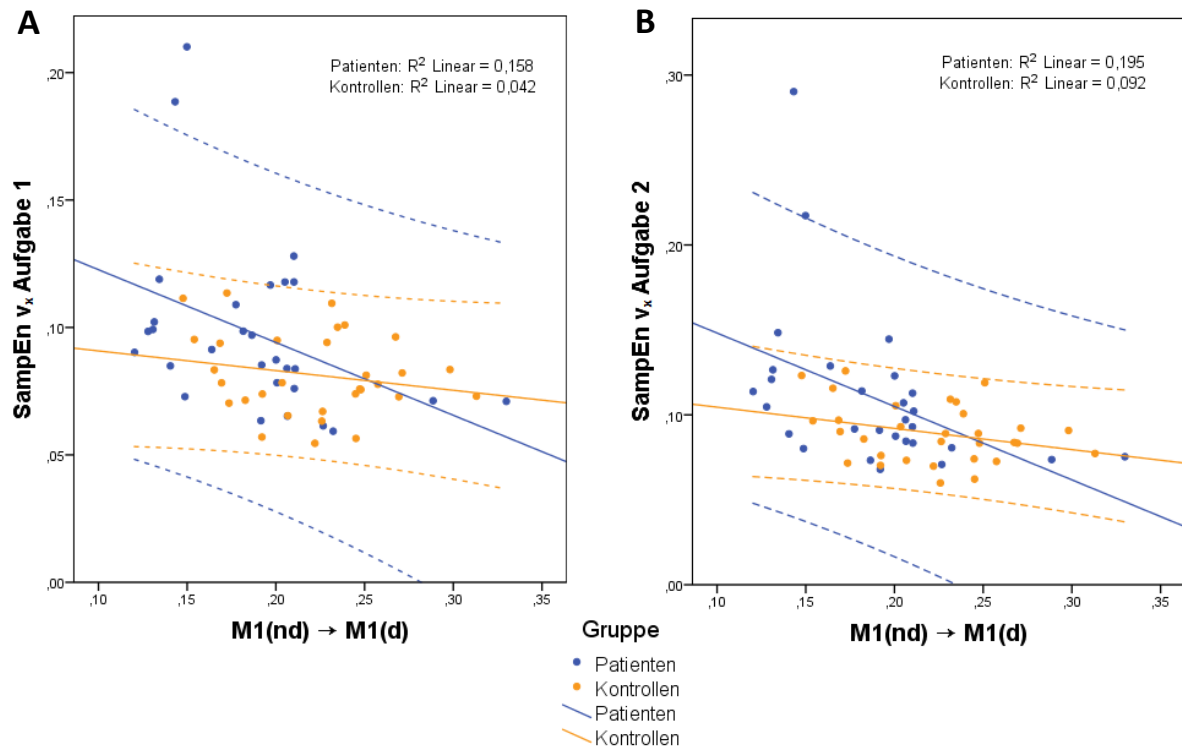 A
Patienten: R² Linear = 0,158
Kontrollen: R² Linear = 0,042
SampEn vₓ Aufgabe 1
,20
,15
,10
,05
,00
,10 ,15 ,20 ,25 ,30 ,35
M1(nd) → M1(d)
B
Patienten: R² Linear = 0,195
Kontrollen: R² Linear = 0,092
SampEn vₓ Aufgabe 2
,30
,20
,10
,00
,10 ,15 ,20 ,25 ,30 ,35
M1(nd) → M1(d)
Gruppe
Patienten
Kontrollen
Patienten
Kontrollen